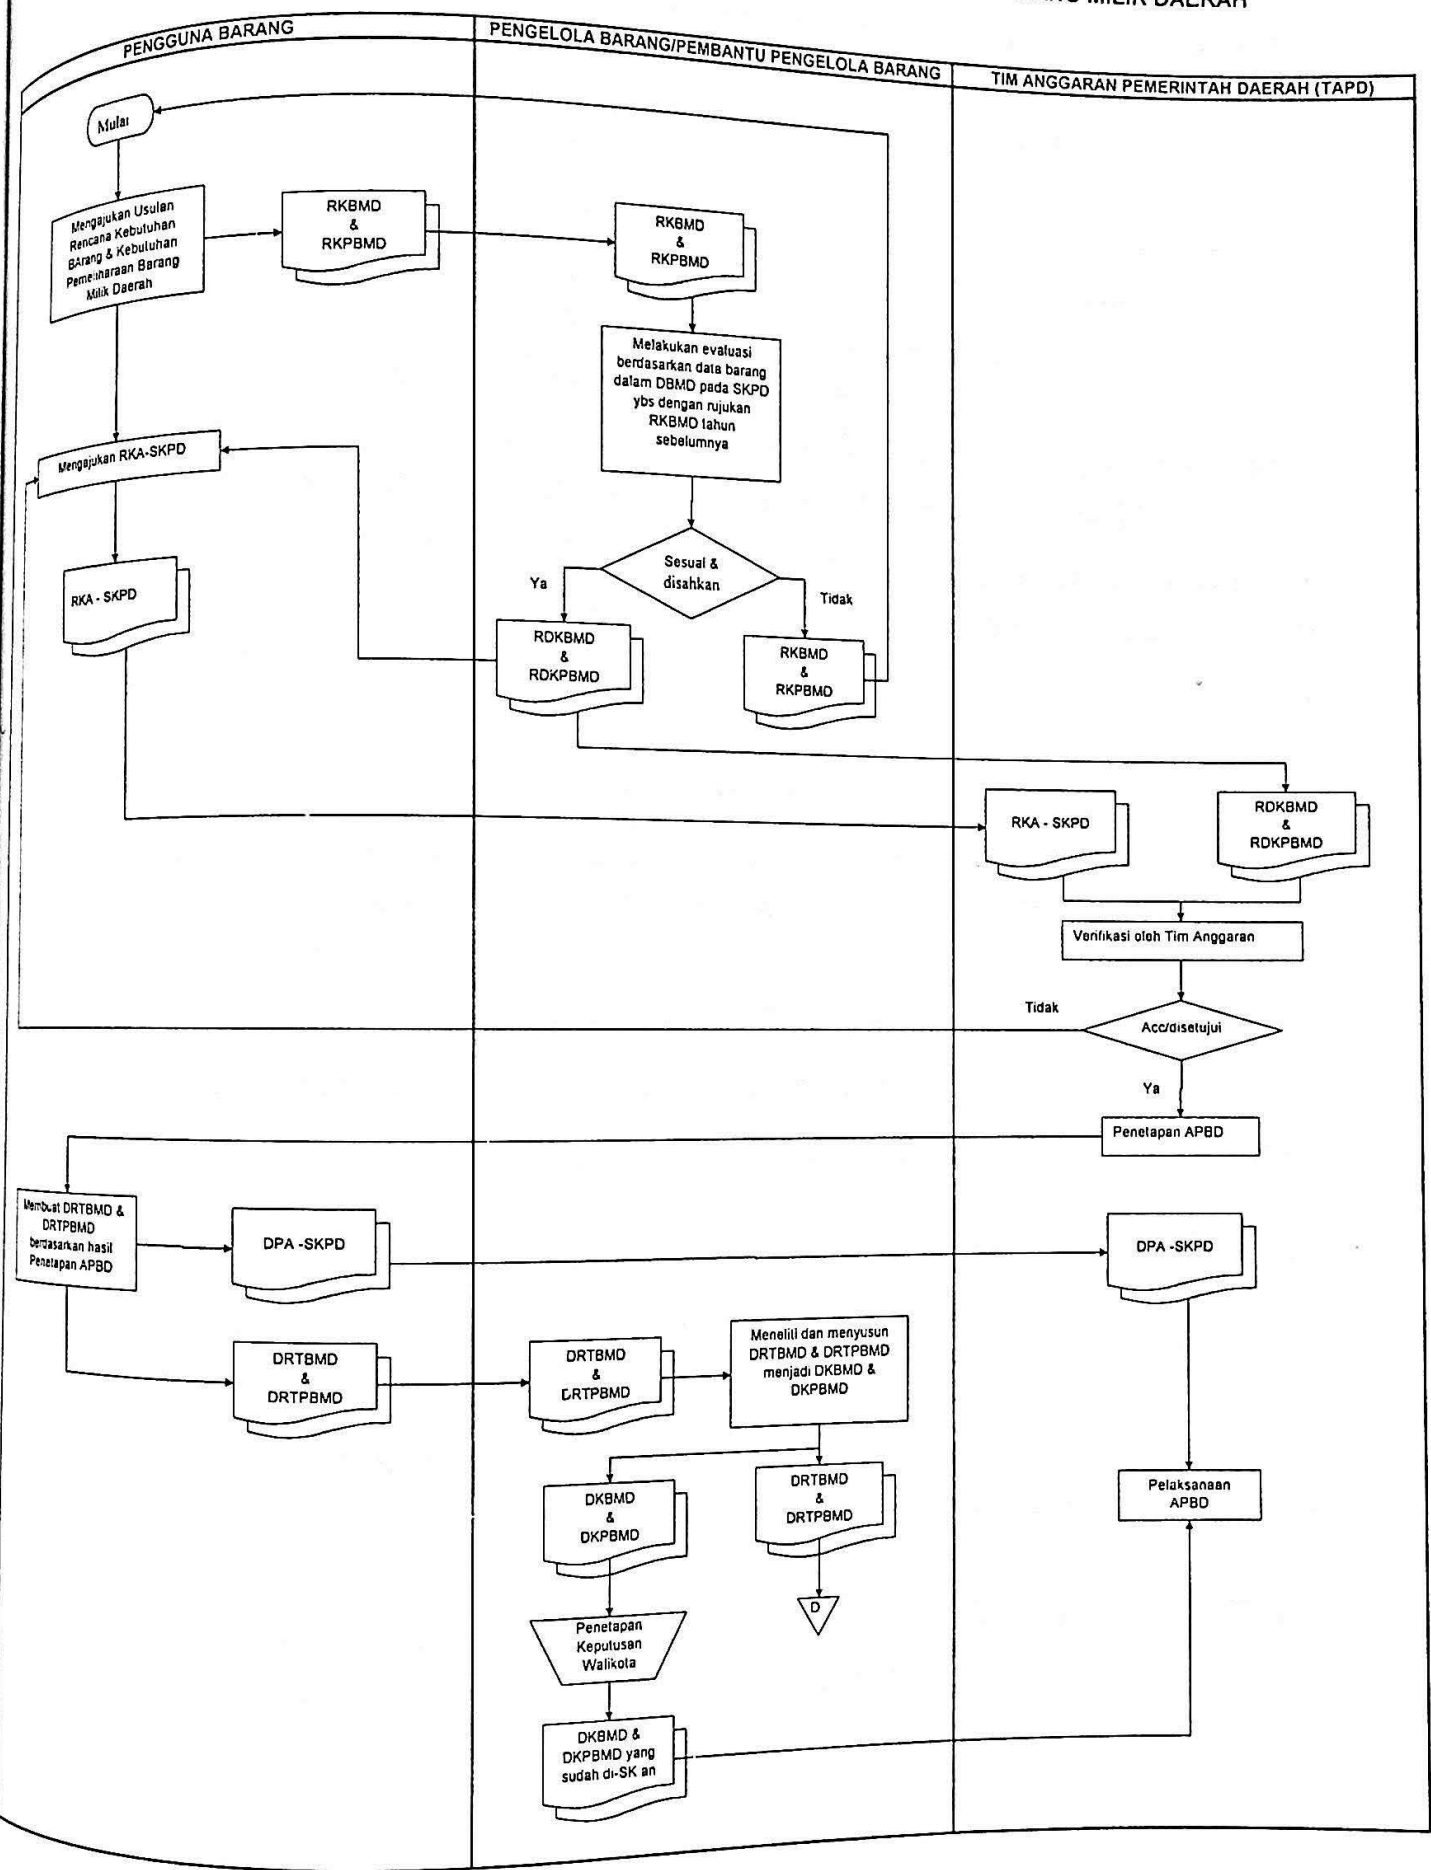 MILIK DAERAH
PENGGUNA BARANG
PENGELOLA BARANG/PEMBANTU PENGELOLA BARANG
TIM ANGGARAN PEMERINTAH DAERAH (TAPD)
Mulai
Mengajukan Usulan
Rencana Kebutuhan
BArang & Kebutuhan
Pemeliharaan Barang
Milik Daerah
RKBMD
&
RKPBMD
RKBMD
&
RKPBMD
Melakukan evaluasi
berdasarkan data barang
dalam DBMD pada SKPD
ybs dengan rujukan
RKBMD tahun
sebelumnya
Mengajukan RKA-SKPD
Sesuai &
disahkan
Ya
Tidak
RKA - SKPD
RDKBMD
&
RDKPBMD
RKBMD
&
RKPBMD
RKA - SKPD
RDKBMD
&
RDKPBMD
Verifikasi oleh Tim Anggaran
Tidak
Acc/disetujui
Ya
Penetapan APBD
Membuat DRTBMD &
DRTPBMD
berdasarkan hasil
Penetapan APBD
DPA -SKPD
DPA -SKPD
DRTBMD
&
DRTPBMD
DRTBMD
&
DRTPBMD
Meneliti dan menyusun
DRTBMD & DRTPBMD
menjadi DKBMD &
DKPBMD
DKBMD
&
DKPBMD
DRTBMD
&
DRTPBMD
Pelaksanaan
APBD
D
Penetapan
Keputusan
Walikota
DKBMD &
DKPBMD yang
sudah di-SK an